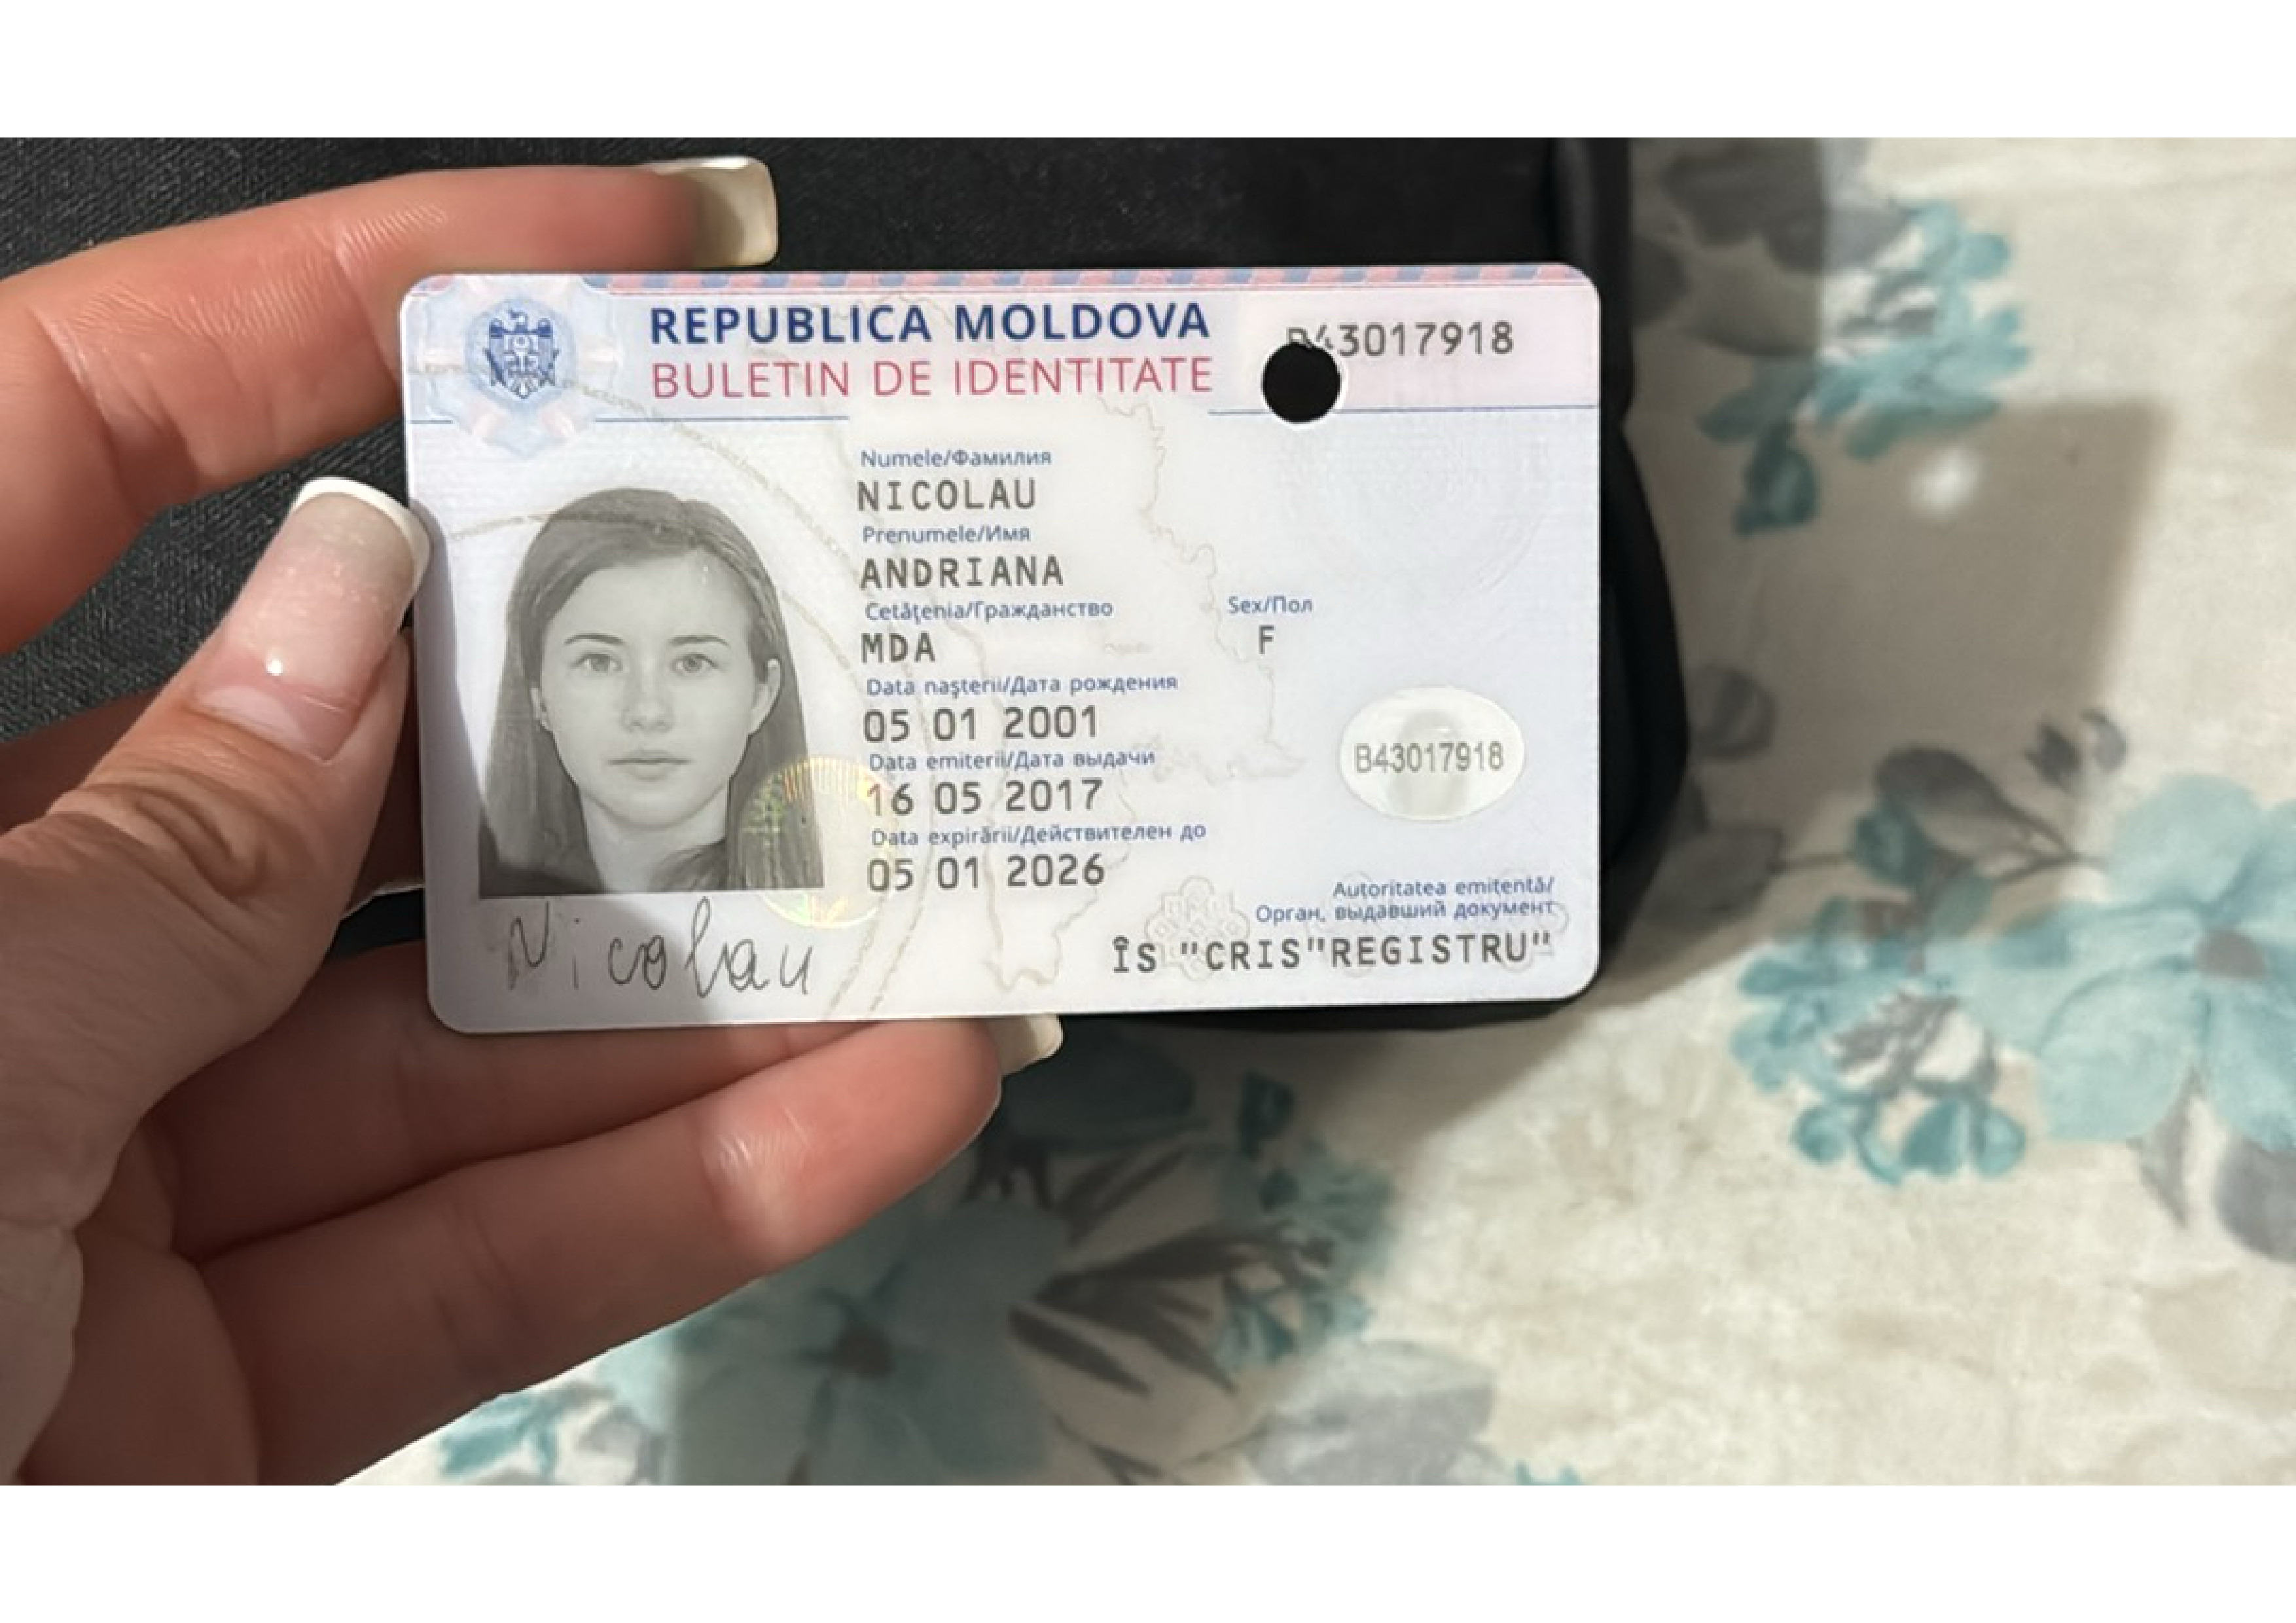 REPUBLICA MOLDOVA
BULETIN DE IDENTITATE
B43017918
Numele/Фамилия
NICOLAU
Prenumele/Имя
ANDRIANA
Cetăţenia/Гражданство
MDA
Sex/Пол
F
Data naşterii/Дата рождения
05 01 2001
Data emiterii/Дата выдачи
16 05 2017
Data expirării/Действителен до
05 01 2026
B43017918
Autoritatea emitentă/
Орган, выдавший документ
ÎS "CRIS"REGISTRU"
Nicolau